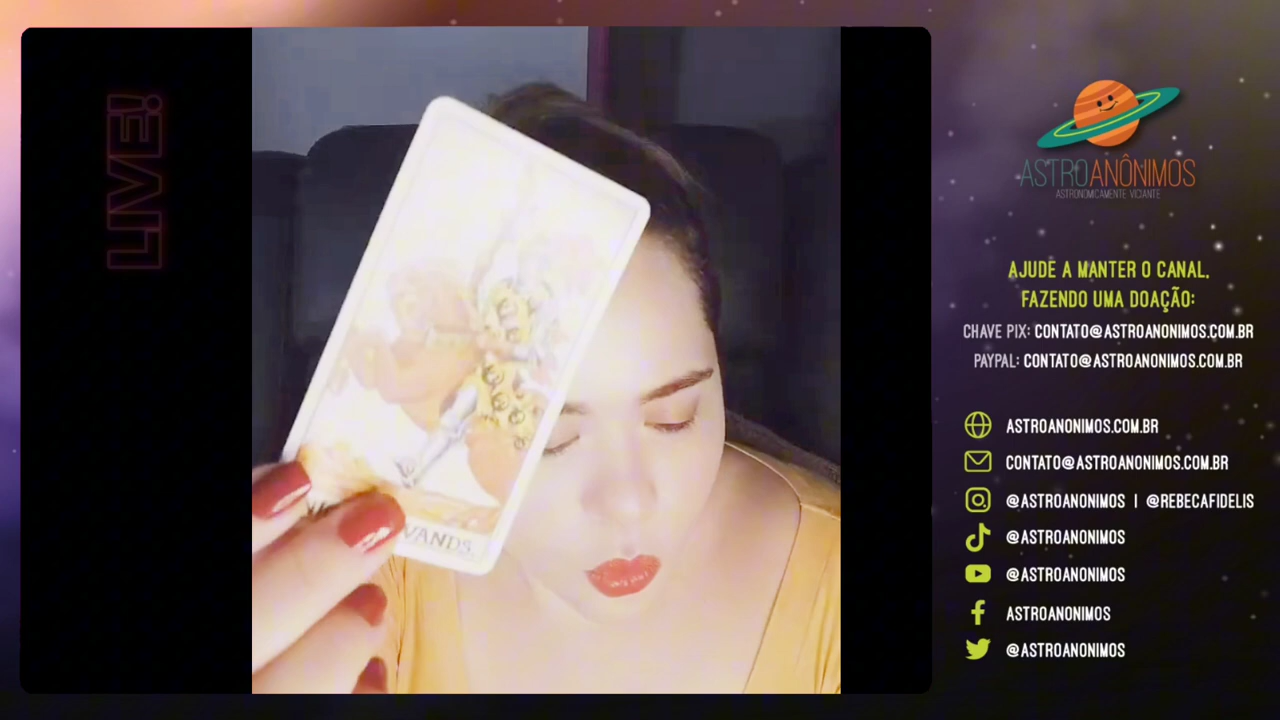 LIVE!
WANDS.
ASTROANÔNIMOS
ASTRONOMICAMENTE VICIANTE
AJUDE A MANTER O CANAL,
FAZENDO UMA DOAÇÃO:
CHAVE PIX: CONTATO@ASTROANONIMOS.COM.BR
PAYPAL: CONTATO@ASTROANONIMOS.COM.BR
ASTROANONIMOS.COM.BR
CONTATO@ASTROANONIMOS.COM.BR
@ASTROANONIMOS | @REBECAFIDELIS
@ASTROANONIMOS
@ASTROANONIMOS
ASTROANONIMOS
@ASTROANONIMOS